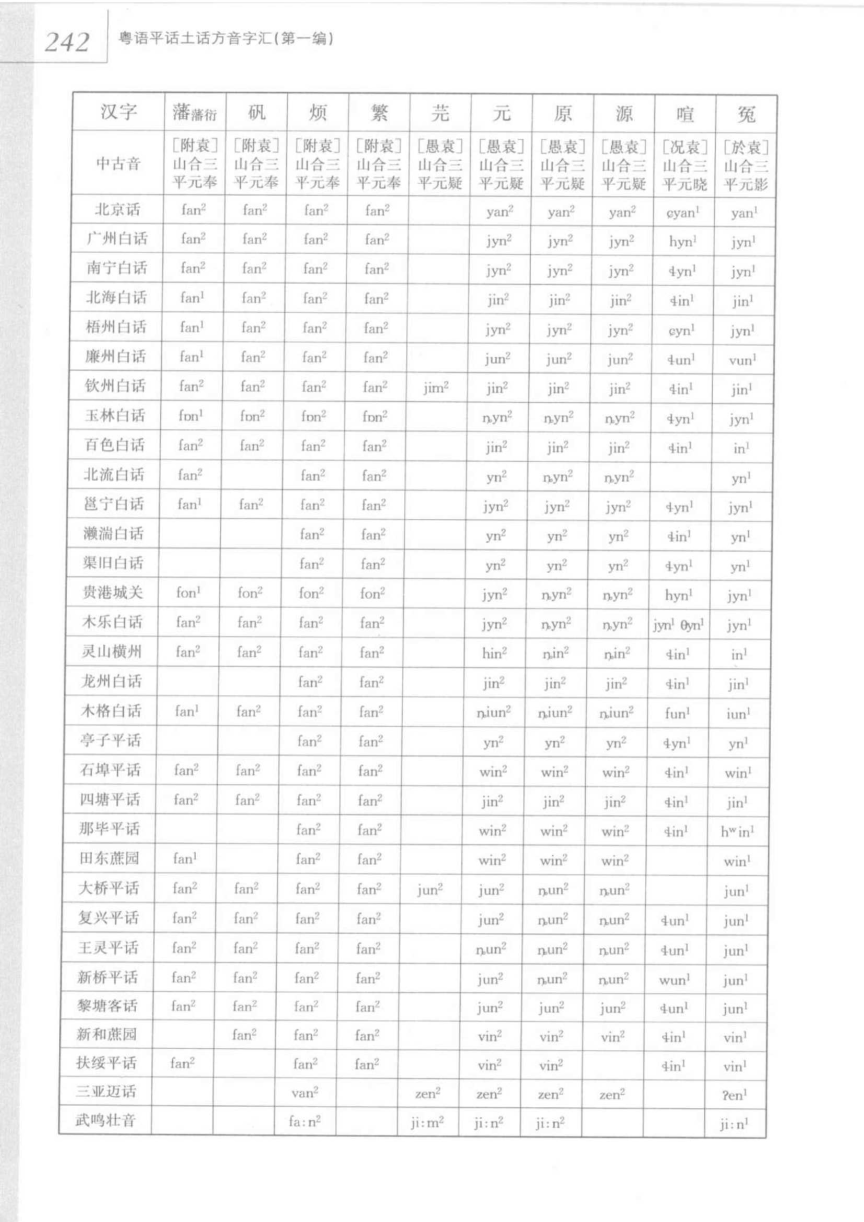 242 粤语平话土话方音字汇(第一编)
汉字 藩藩衍 矾 烦 繁 芫 元 原 源 喧 冤
中古音 [附袁]山合三平元奉 [附袁]山合三平元奉 [附袁]山合三平元奉 [附袁]山合三平元奉 [愚袁]山合三平元疑 [愚袁]山合三平元疑 [愚袁]山合三平元疑 [愚袁]山合三平元疑 [况袁]山合三平元晓 [於袁]山合三平元影
北京话 fan² fan² fan² fan² yan² yan² yan² ɕyan¹ yan¹
广州白话 fan² fan² fan² fan² jyn² jyn² jyn² hyn¹ jyn¹
南宁白话 fan² fan² fan² fan² jyn² jyn² jyn² ɬyn¹ jyn¹
北海白话 fan¹ fan² fan² fan² jin² jin² jin² ɬin¹ jin¹
梧州白话 fan¹ fan² fan² fan² jyn² jyn² jyn² ɕyn¹ jyn¹
廉州白话 fan¹ fan² fan² fan² jun² jun² jun² ɬun¹ vun¹
钦州白话 fan² fan² fan² fan² jim² jin² jin² jin² ɬin¹ jin¹
玉林白话 fɒn¹ fɒn² fɒn² fɒn² ȵyn² ȵyn² ȵyn² ɬyn¹ jyn¹
百色白话 fan² fan² fan² fan² jin² jin² jin² ɬin¹ in¹
北流白话 fan² fan² fan² yn² ȵyn² ȵyn² yn¹
邕宁白话 fan¹ fan² fan² fan² jyn² jyn² jyn² ɬyn¹ jyn¹
濑湍白话 fan² fan² yn² yn² yn² ɬin¹ yn¹
渠旧白话 fan² fan² yn² yn² yn² ɬyn¹ yn¹
贵港城关 fon¹ fon² fon² fon² jyn² ȵyn² ȵyn² hyn¹ jyn¹
木乐白话 fan² fan² fan² fan² jyn² ȵyn² ȵyn² jyn¹ θyn¹ jyn¹
灵山横州 fan² fan² fan² fan² hin² ȵin² ȵin² ɬin¹ in¹
龙州白话 fan² fan² jin² jin² jin² ɬin¹ jin¹
木格白话 fan¹ fan² fan² fan² ȵiun² ȵiun² ȵiun² fun¹ iun¹
亭子平话 fan² fan² yn² yn² yn² ɬyn¹ yn¹
石埠平话 fan² fan² fan² fan² win² win² win² ɬin¹ win¹
四塘平话 fan² fan² fan² fan² jin² jin² jin² ɬin¹ jin¹
那毕平话 fan² fan² win² win² win² ɬin¹ hʷin¹
田东蔗园 fan¹ fan² fan² win² win² win² win¹
大桥平话 fan² fan² fan² fan² jun² jun² ȵun² ȵun² jun¹
复兴平话 fan² fan² fan² fan² jun² ȵun² ȵun² ɬun¹ jun¹
王灵平话 fan² fan² fan² fan² ȵun² ȵun² ȵun² ɬun¹ jun¹
新桥平话 fan² fan² fan² fan² jun² ȵun² ȵun² wun¹ jun¹
黎塘客话 fan² fan² fan² fan² jun² jun² jun² ɬun¹ jun¹
新和蔗园 fan² fan² fan² vin² vin² vin² ɬin¹ vin¹
扶绥平话 fan² fan² fan² vin² vin² ɬin¹ vin¹
三亚迈话 van² zen² zen² zen² zen² ʔen¹
武鸣壮音 fa:n² ji:m² ji:n² ji:n² ji:n¹